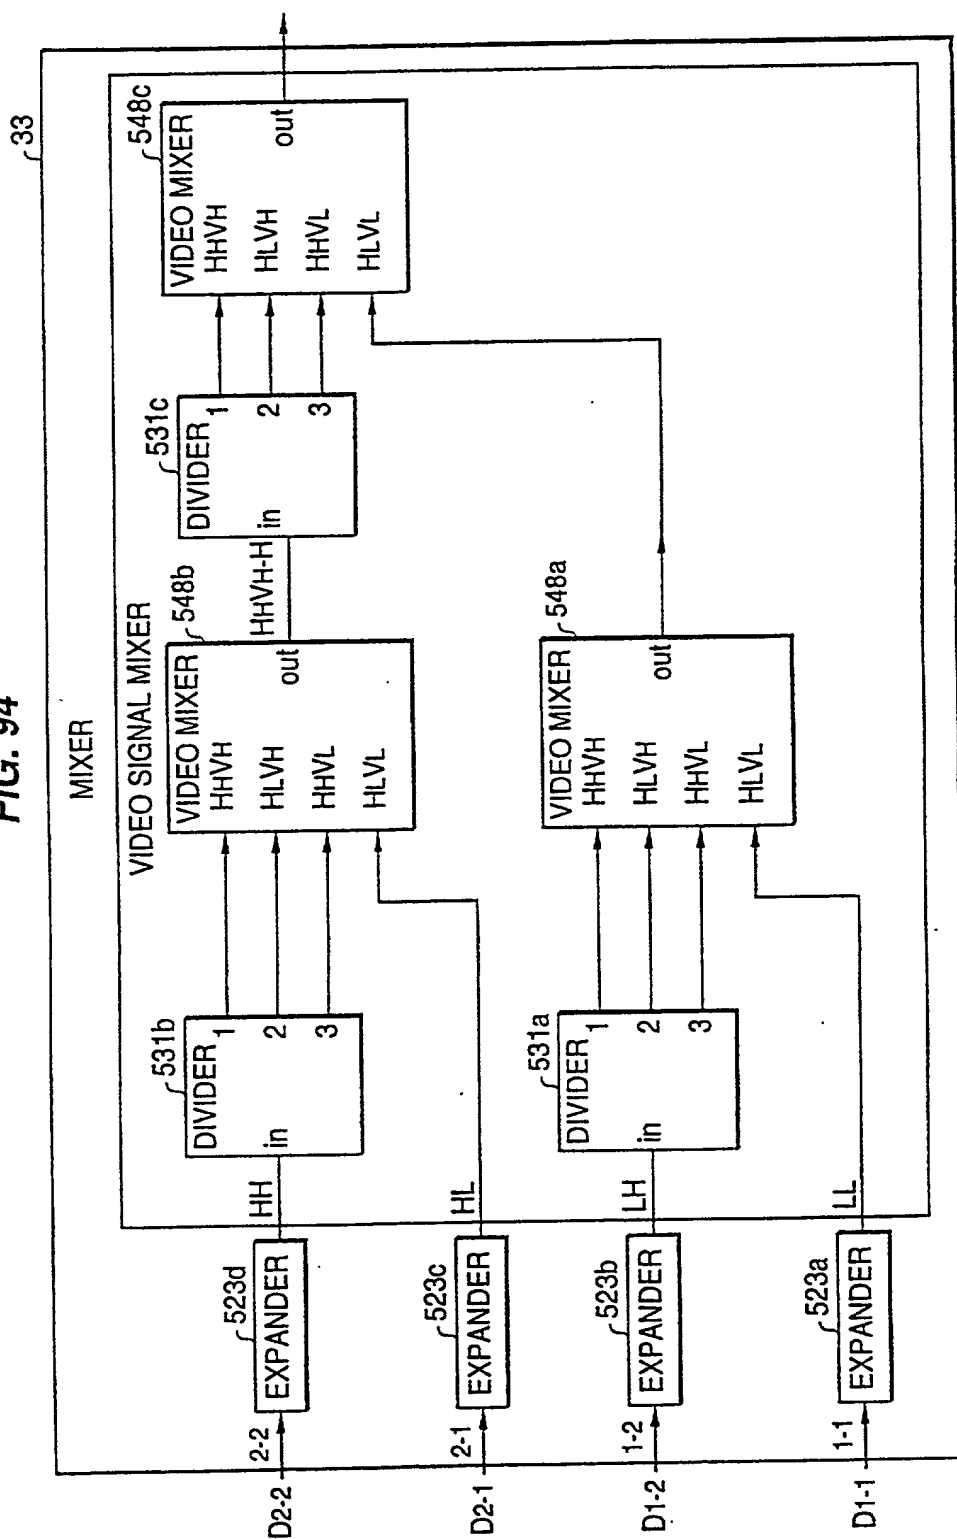 FIG. 94
33
MIXER
VIDEO SIGNAL MIXER
D2-2
2-2
EXPANDER
523d
HH
DIVIDER
531b
in
1
2
3
VIDEO MIXER
548b
HHVH
HLVH
HHVL
HLVL
out
HHVH-H
DIVIDER
531c
in
1
2
3
VIDEO MIXER
548c
HHVH
HLVH
HHVL
HLVL
out
D2-1
2-1
EXPANDER
523c
HL
D1-2
1-2
EXPANDER
523b
LH
DIVIDER
531a
in
1
2
3
VIDEO MIXER
548a
HHVH
HLVH
HHVL
HLVL
out
D1-1
1-1
EXPANDER
523a
LL